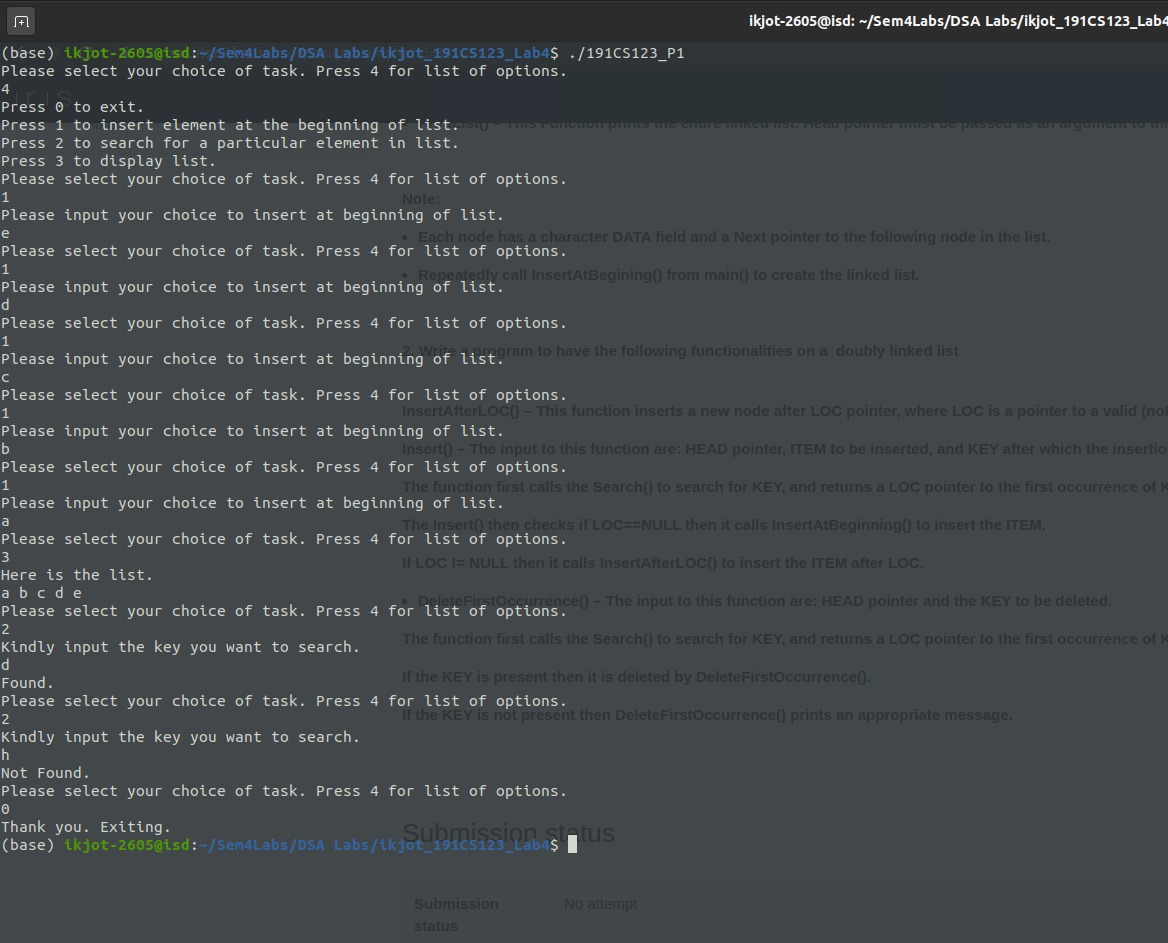 ikjot-2605@isd: ~/Sem4Labs/DSA Labs/ikjot_191CS123_Lab4
(base) ikjot-2605@isd:~/Sem4Labs/DSA Labs/ikjot_191CS123_Lab4$ ./191CS123_P1
Please select your choice of task. Press 4 for list of options.
4
Press 0 to exit.
Press 1 to insert element at the beginning of list.
Press 2 to search for a particular element in list.
Press 3 to display list.
Please select your choice of task. Press 4 for list of options.
1
Please input your choice to insert at beginning of list.
e
Please select your choice of task. Press 4 for list of options.
1
Please input your choice to insert at beginning of list.
d
Please select your choice of task. Press 4 for list of options.
1
Please input your choice to insert at beginning of list.
c
Please select your choice of task. Press 4 for list of options.
1
Please input your choice to insert at beginning of list.
b
Please select your choice of task. Press 4 for list of options.
1
Please input your choice to insert at beginning of list.
a
Please select your choice of task. Press 4 for list of options.
3
Here is the list.
a b c d e
Please select your choice of task. Press 4 for list of options.
2
Kindly input the key you want to search.
d
Found.
Please select your choice of task. Press 4 for list of options.
2
Kindly input the key you want to search.
h
Not Found.
Please select your choice of task. Press 4 for list of options.
0
Thank you. Exiting.
(base) ikjot-2605@isd:~/Sem4Labs/DSA Labs/ikjot_191CS123_Lab4$
iris
– This Function prints the entire linked list. Head pointer must be passed as an argument to
Note:
• Each node has a character DATA field and a Next pointer to the following node in the list.
• Repeatedly call InsertAtBegining() from main() to create the linked list.
2. Write a program to have the following functionalities on a doubly linked list
InsertAfterLOC() – This function inserts a new node after LOC pointer, where LOC is a pointer to a valid (not
Insert() – The input to this function are: HEAD pointer, ITEM to be inserted, and KEY after which the insertio
The function first calls the Search() to search for KEY, and returns a LOC pointer to the first occurrence of K
The Insert() then checks if LOC==NULL then it calls InsertAtBeginning() to insert the ITEM.
If LOC != NULL then it calls InsertAfterLOC() to insert the ITEM after LOC.
• DeleteFirstOccurrence() – The input to this function are: HEAD pointer and the KEY to be deleted.
The function first calls the Search() to search for KEY, and returns a LOC pointer to the first occurrence of K
If the KEY is present then it is deleted by DeleteFirstOccurrence().
If the KEY is not present then DeleteFirstOccurrence() prints an appropriate message.
Submission status
Submission status
No attempt